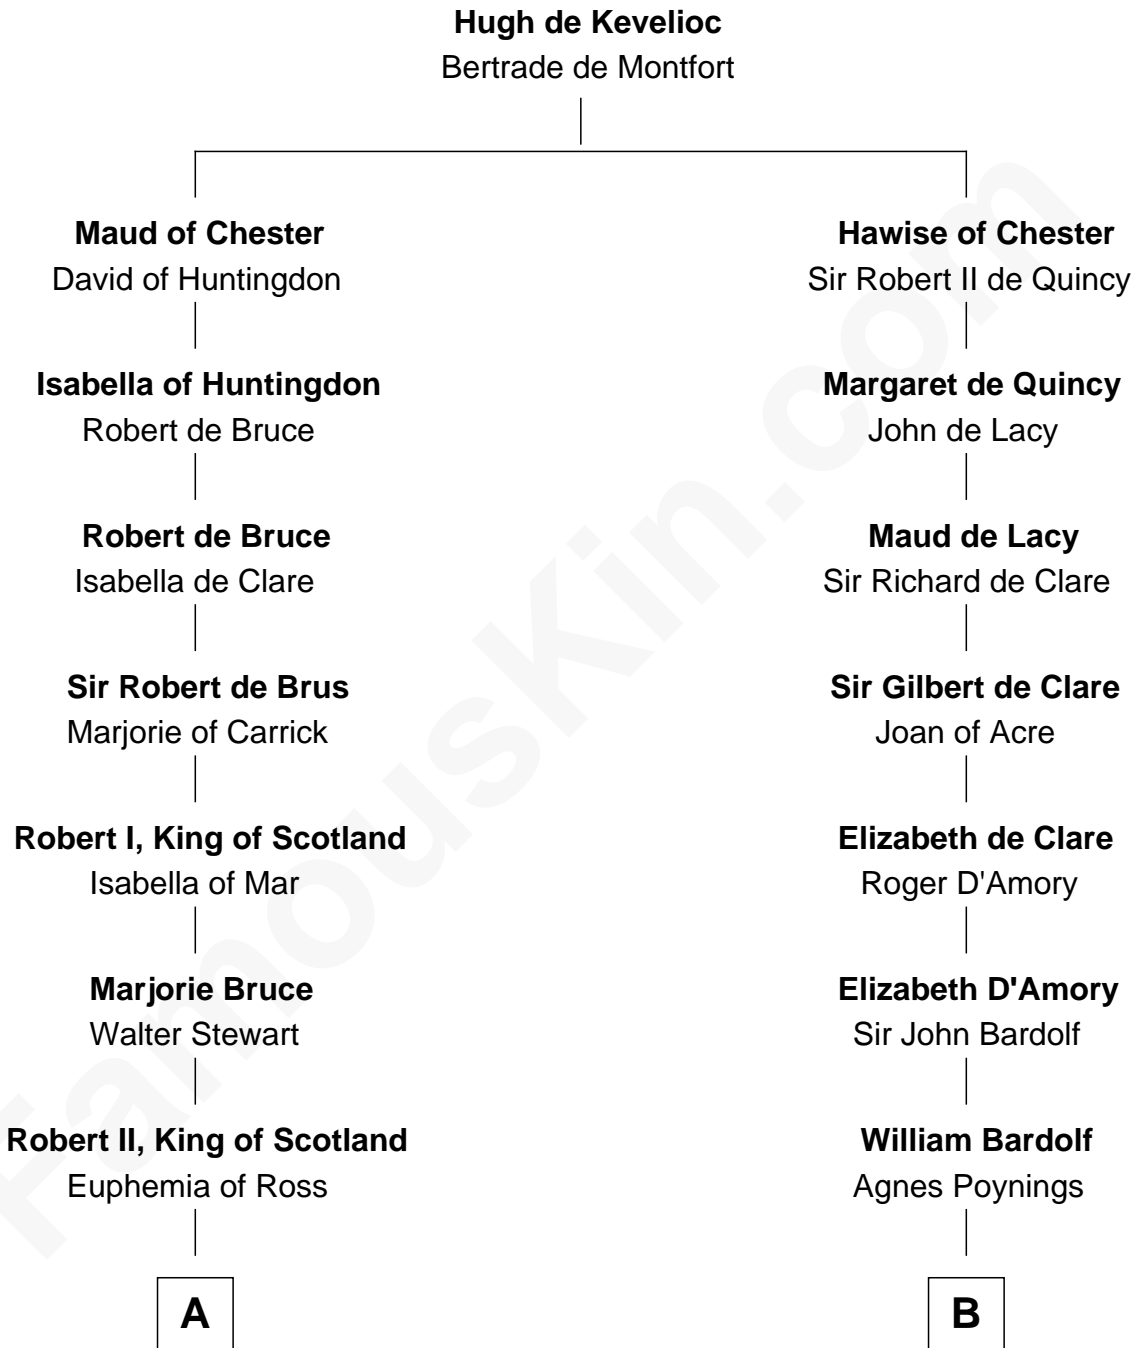 Hugh de Kevelioc
Bertrade de Montfort
Maud of Chester
David of Huntingdon
Hawise of Chester
Sir Robert II de Quincy
Isabella of Huntingdon
Robert de Bruce
Margaret de Quincy
John de Lacy
Robert de Bruce
Isabella de Clare
Maud de Lacy
Sir Richard de Clare
Sir Robert de Brus
Marjorie of Carrick
Sir Gilbert de Clare
Joan of Acre
Robert I, King of Scotland
Isabella of Mar
Elizabeth de Clare
Roger D'Amory
Marjorie Bruce
Walter Stewart
Elizabeth D'Amory
Sir John Bardolf
Robert II, King of Scotland
Euphemia of Ross
William Bardolf
Agnes Poynings
A
B
FamousKin.com